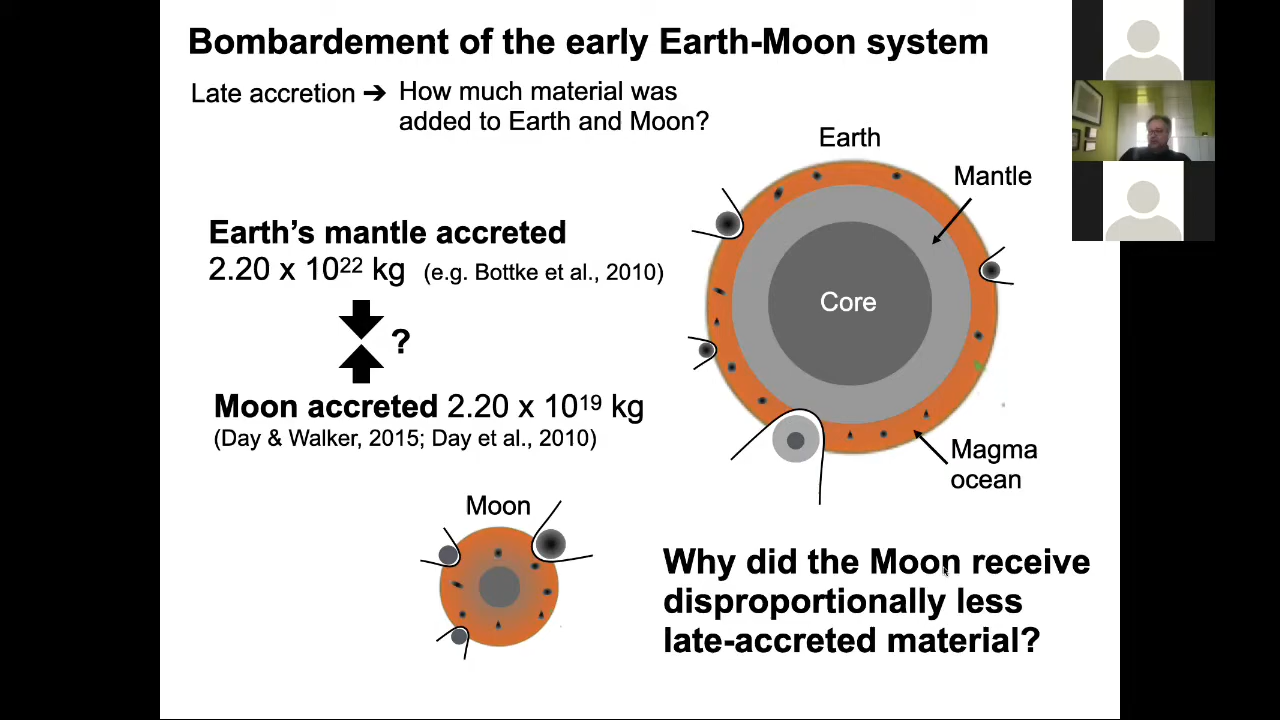 Bombardement of the early Earth-Moon system
Late accretion ➔ How much material was
added to Earth and Moon?
Earth
Mantle
Earth's mantle accreted
2.20 x 10²² kg (e.g. Bottke et al., 2010)
Core
?
Moon accreted 2.20 x 10¹⁹ kg
(Day & Walker, 2015; Day et al., 2010)
Magma
ocean
Moon
Why did the Moon receive
disproportionally less
late-accreted material?